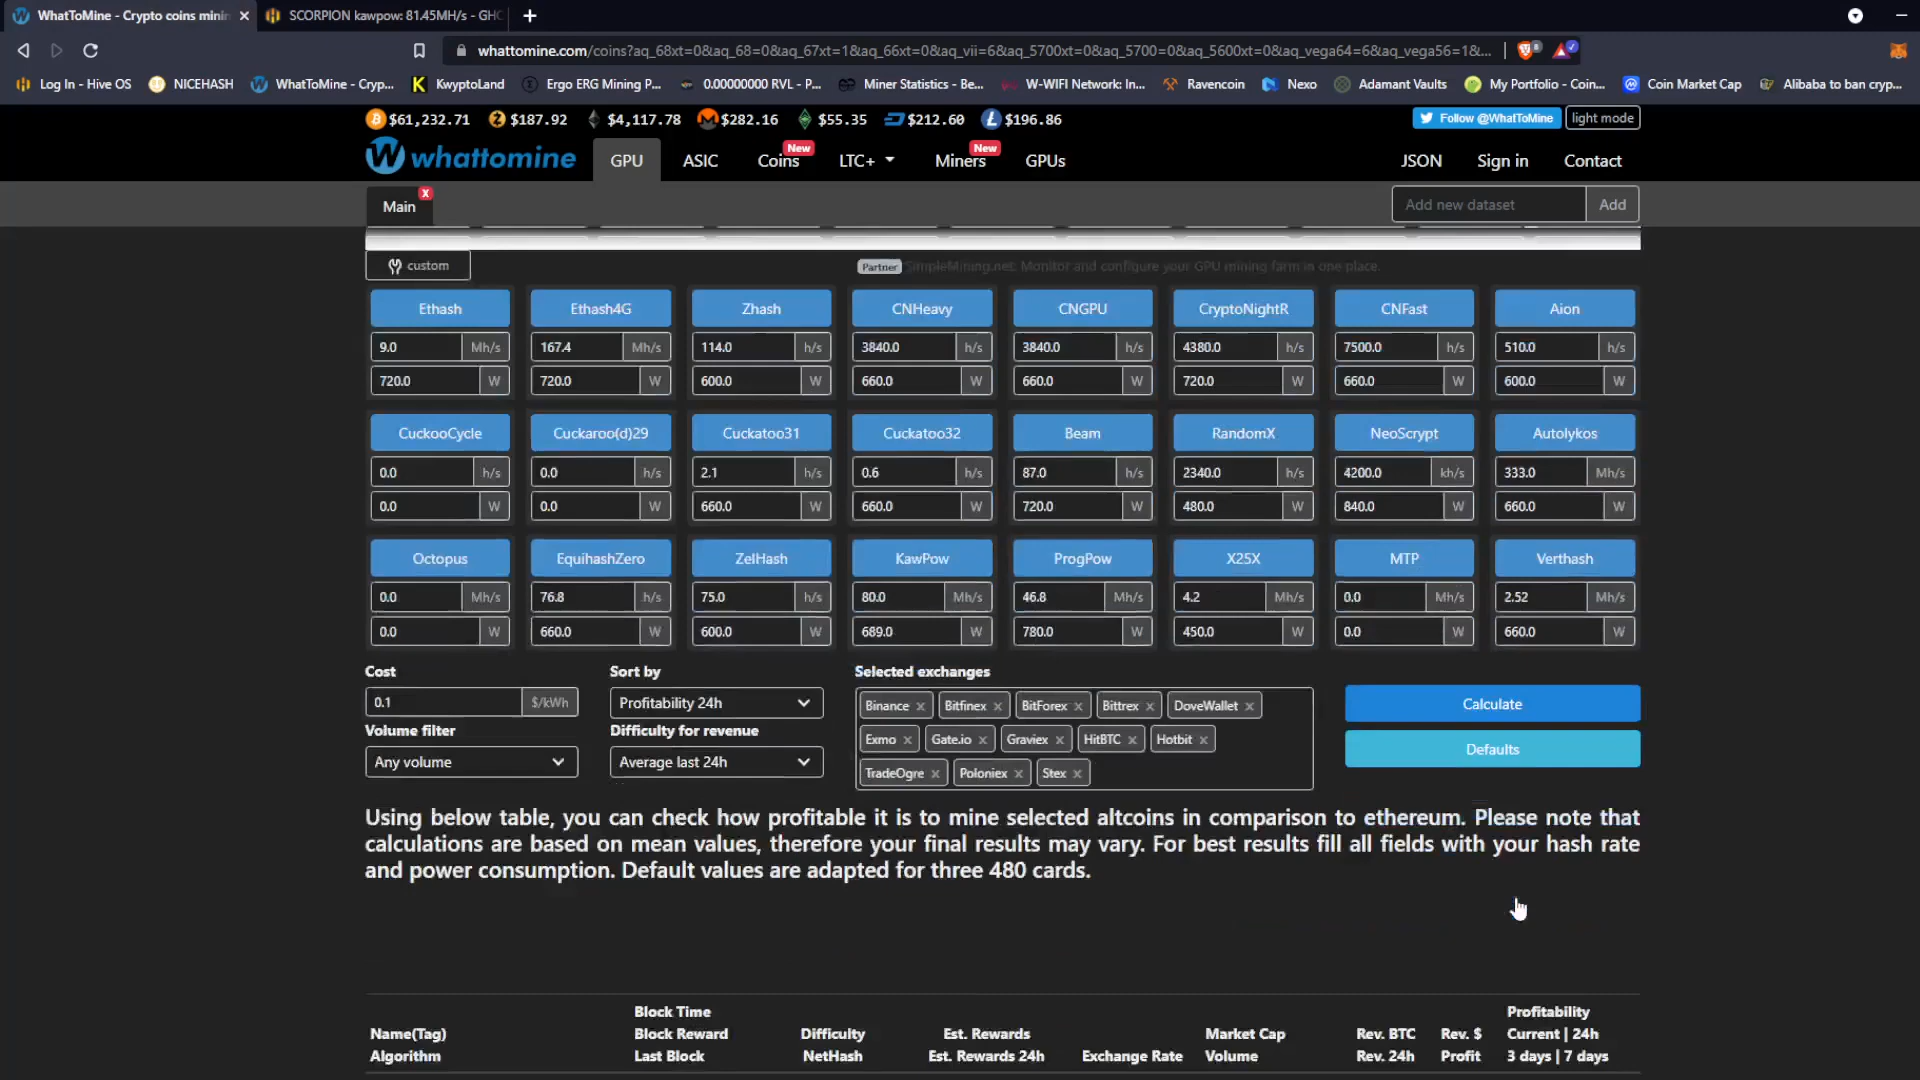 WhatToMine - Crypto coins minin
SCORPION kawpow: 81.45MH/s - GHO
whattomine.com/coins?aq_68xt=0&aq_68=0&aq_67xt=1&aq_66xt=0&aq_vii=6&aq_5700xt=0&aq_5700=0&aq_5600xt=0&aq_vega64=6&aq_vega56=1&...
Log In - Hive OS NICEHASH WhatToMine - Cryp... KwyptoLand Ergo ERG Mining P... 0.00000000 RVL - P... Miner Statistics - Be... W-WIFI Network: In... Ravencoin Nexo Adamant Vaults My Portfolio - Coin... Coin Market Cap Alibaba to ban cryp...
$61,232.71 $187.92 $4,117.78 $282.16 $55.35 $212.60 $196.86
Follow @WhatToMine light mode
whattomine GPU ASIC Coins New LTC+ Miners New GPUs JSON Sign in Contact
Main x Add new dataset Add
custom Partner SimpleMining.net: Monitor and configure your GPU mining farm in one place.
Ethash Ethash4G Zhash CNHeavy CNGPU CryptoNightR CNFast Aion
9.0 Mh/s 167.4 Mh/s 114.0 h/s 3840.0 h/s 3840.0 h/s 4380.0 h/s 7500.0 h/s 510.0 h/s
720.0 W 720.0 W 600.0 W 660.0 W 660.0 W 720.0 W 660.0 W 600.0 W
CuckooCycle Cuckaroo(d)29 Cuckatoo31 Cuckatoo32 Beam RandomX NeoScrypt Autolykos
0.0 h/s 0.0 h/s 2.1 h/s 0.6 h/s 87.0 h/s 2340.0 h/s 4200.0 kh/s 333.0 Mh/s
0.0 W 0.0 W 660.0 W 660.0 W 720.0 W 480.0 W 840.0 W 660.0 W
Octopus EquihashZero ZelHash KawPow ProgPow X25X MTP Verthash
0.0 Mh/s 76.8 h/s 75.0 h/s 80.0 Mh/s 46.8 Mh/s 4.2 Mh/s 0.0 Mh/s 2.52 Mh/s
0.0 W 660.0 W 600.0 W 689.0 W 780.0 W 450.0 W 0.0 W 660.0 W
Cost Sort by Selected exchanges
0.1 $/kWh Profitability 24h Binance x Bitfinex x BitForex x Bittrex x DoveWallet x Calculate
Volume filter Difficulty for revenue Exmo x Gate.io x Graviex x HitBTC x Hotbit x Defaults
Any volume Average last 24h TradeOgre x Poloniex x Stex x
Using below table, you can check how profitable it is to mine selected altcoins in comparison to ethereum. Please note that
calculations are based on mean values, therefore your final results may vary. For best results fill all fields with your hash rate
and power consumption. Default values are adapted for three 480 cards.
Block Time Profitability
Name(Tag) Block Reward Difficulty Est. Rewards Market Cap Rev. BTC Rev. $ Current | 24h
Algorithm Last Block NetHash Est. Rewards 24h Exchange Rate Volume Rev. 24h Profit 3 days | 7 days